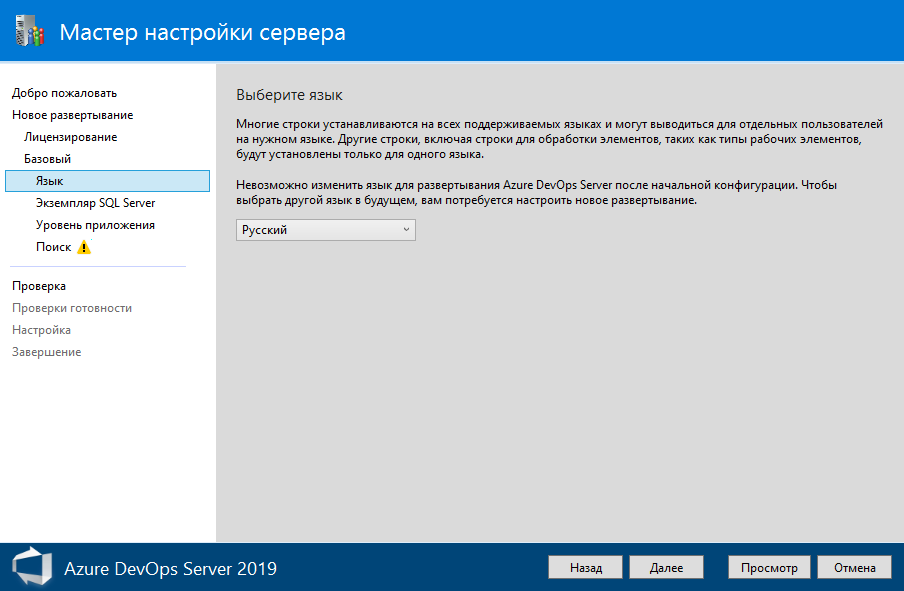 Мастер настройки сервера
Добро пожаловать
Новое развертывание
Лицензирование
Базовый
Язык
Экземпляр SQL Server
Уровень приложения
Поиск
Проверка
Проверки готовности
Настройка
Завершение
Выберите язык
Многие строки устанавливаются на всех поддерживаемых языках и могут выводиться для отдельных пользователей
на нужном языке. Другие строки, включая строки для обработки элементов, таких как типы рабочих элементов,
будут установлены только для одного языка.
Невозможно изменить язык для развертывания Azure DevOps Server после начальной конфигурации. Чтобы
выбрать другой язык в будущем, вам потребуется настроить новое развертывание.
Русский
Azure DevOps Server 2019
Назад
Далее
Просмотр
Отмена